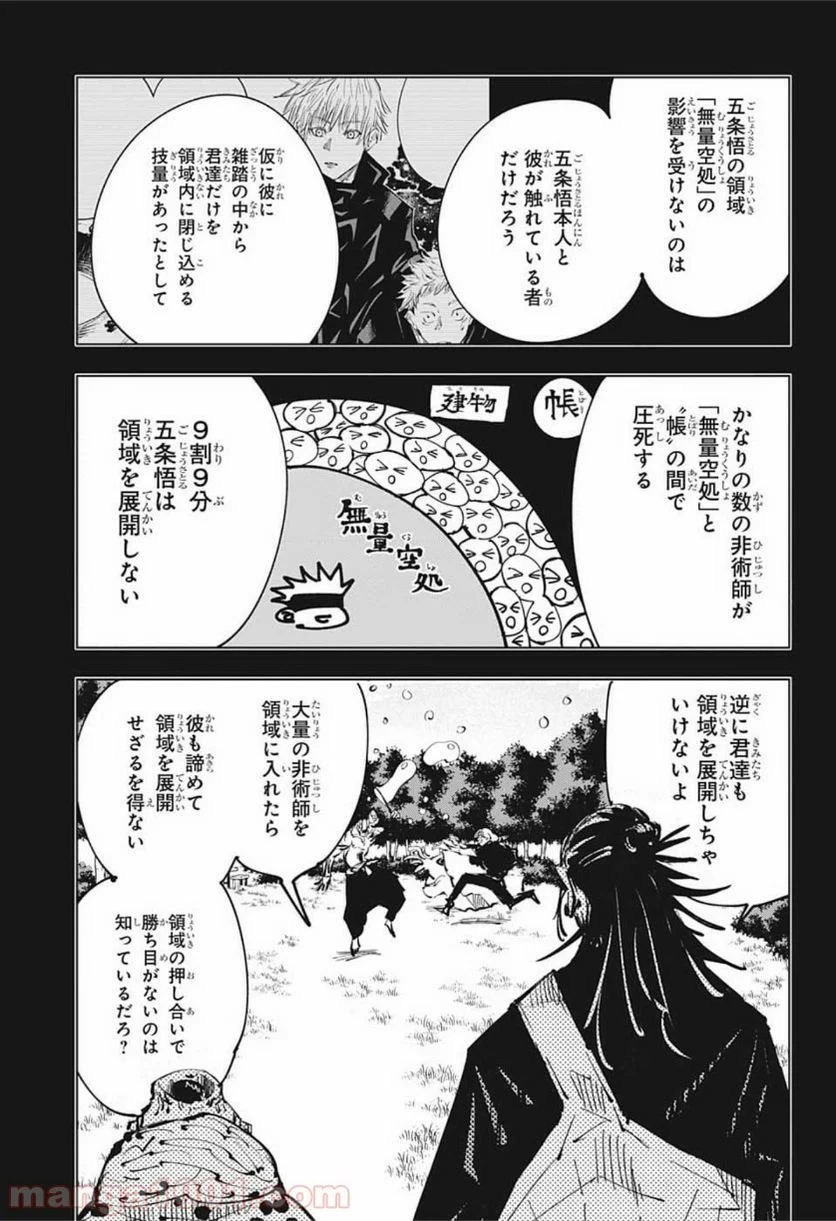 五条悟の領域
「無量空処」の
影響を受けないのは
五条悟本人と
彼が触れている者
だけだろう
仮に彼に
雑踏の中から
君達だけを
領域内に閉じ込める
技量があったとして
かなりの数の非術師が
「無量空処」と
〝帳〟の間で
圧死する
帳
建物
無量空処
9割9分
五条悟は
領域を展開しない
逆に君達も
領域を展開しちゃ
いけないよ
大量の非術師を
領域に入れたら
彼も諦めて
領域を展開
せざるを得ない
領域の押し合いで
勝ち目がないのは
知っているだろ?